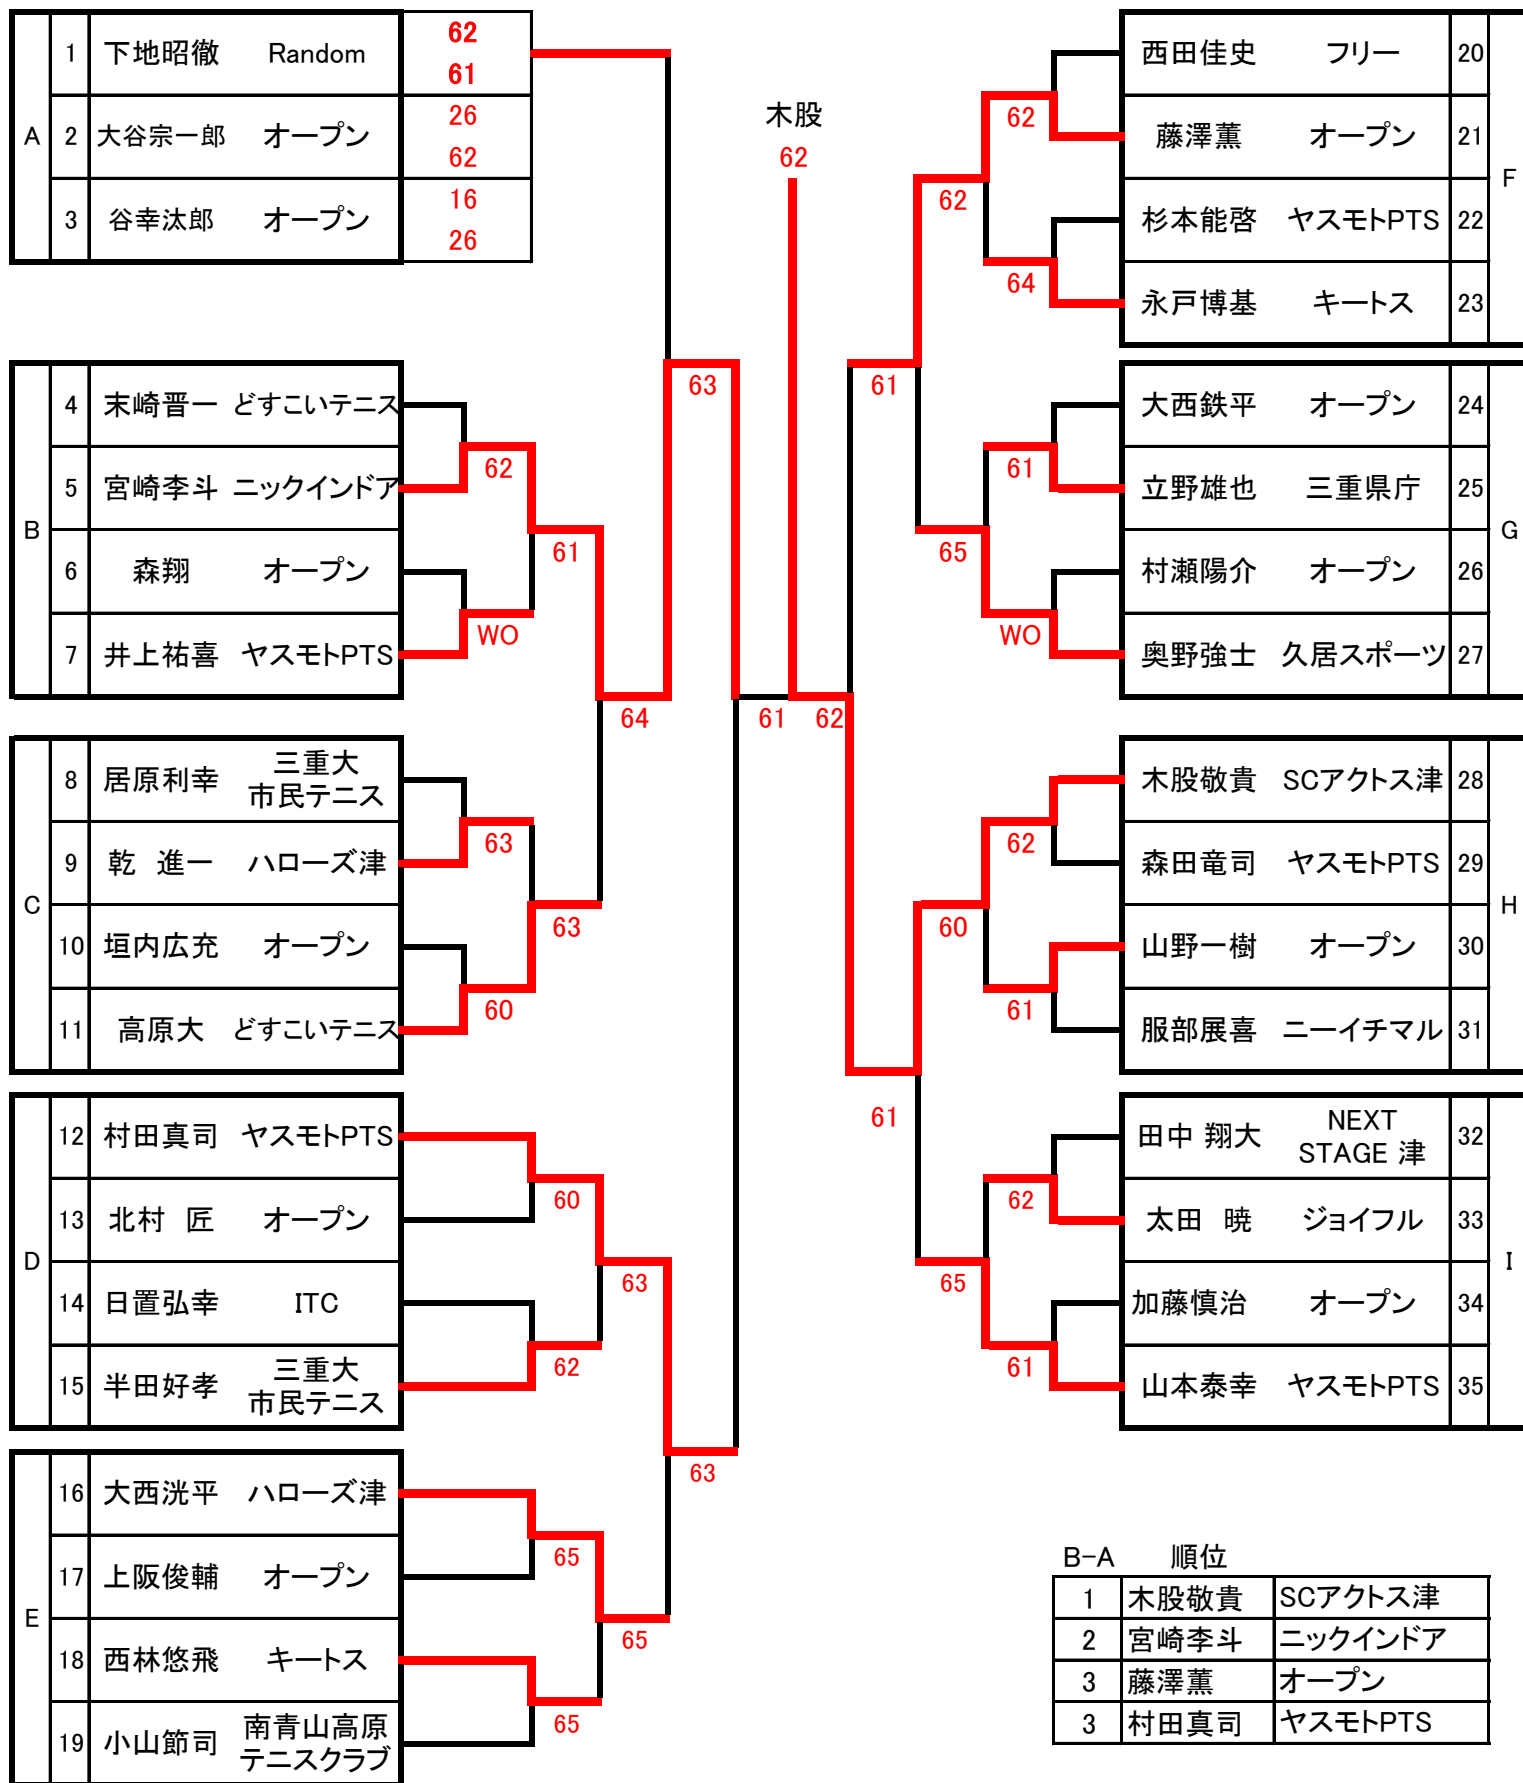 A
1 下地昭徹 Random 62
61
2 大谷宗一郎 オープン 26
62
3 谷幸汰郎 オープン 16
26
B
4 末崎晋一 どすこいテニス
5 宮崎李斗 ニックインドア
6 森翔 オープン
7 井上祐喜 ヤスモトPTS
62
WO
61
C
8 居原利幸 三重大
市民テニス
9 乾 進一 ハローズ津
10 垣内広充 オープン
11 高原大 どすこいテニス
63
60
63
64
63
D
12 村田真司 ヤスモトPTS
13 北村 匠 オープン
14 日置弘幸 ITC
15 半田好孝 三重大
市民テニス
60
62
63
E
16 大西洸平 ハローズ津
17 上阪俊輔 オープン
18 西林悠飛 キートス
19 小山節司 南青山高原
テニスクラブ
65
65
65
63
61
木股
62
62
F
西田佳史 フリー 20
藤澤薫 オープン 21
杉本能啓 ヤスモトPTS 22
永戸博基 キートス 23
62
64
62
61
G
大西鉄平 オープン 24
立野雄也 三重県庁 25
村瀬陽介 オープン 26
奥野強士 久居スポーツ 27
61
WO
65
H
木股敬貴 SCアクトス津 28
森田竜司 ヤスモトPTS 29
山野一樹 オープン 30
服部展喜 ニーイチマル 31
62
61
60
61
I
田中 翔大 NEXT
STAGE 津 32
太田 暁 ジョイフル 33
加藤慎治 オープン 34
山本泰幸 ヤスモトPTS 35
62
61
65
B-A 順位
1 木股敬貴 SCアクトス津
2 宮崎李斗 ニックインドア
3 藤澤薫 オープン
3 村田真司 ヤスモトPTS